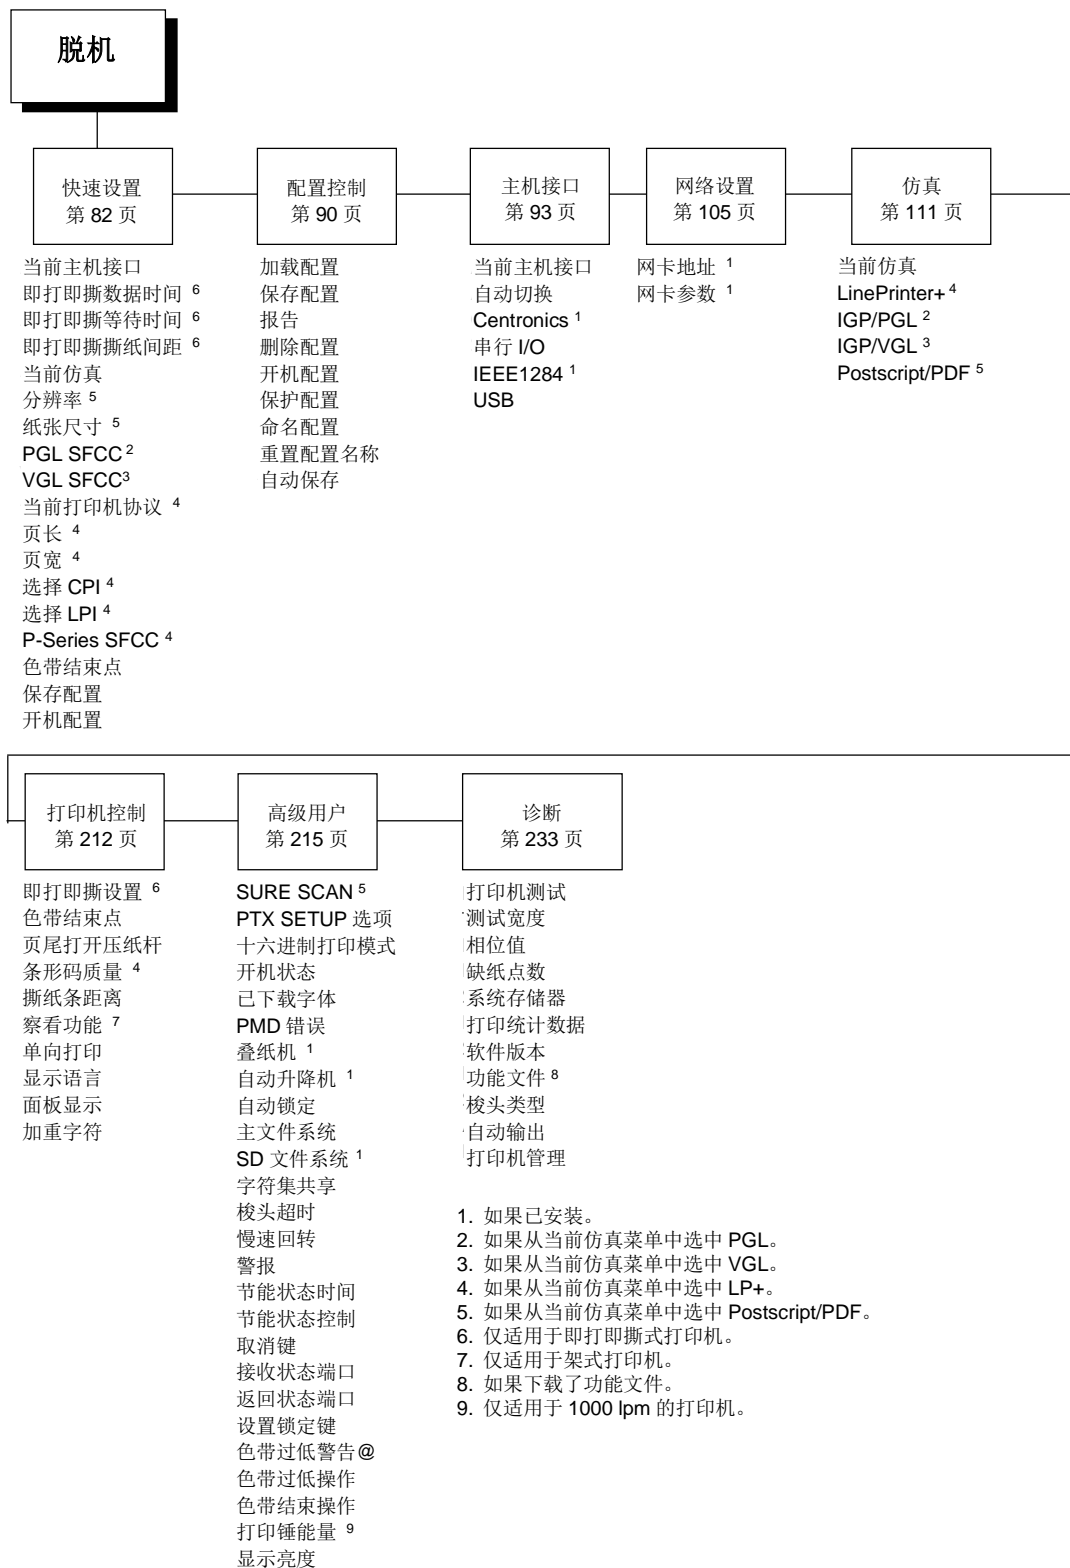 脱机
快速设置
第 82 页
配置控制
第 90 页
主机接口
第 93 页
网络设置
第 105 页
仿真
第 111 页
当前主机接口
即打即撕数据时间 6
即打即撕等待时间 6
即打即撕撕纸间距 6
当前仿真
分辨率 5
纸张尺寸 5
PGL SFCC 2
VGL SFCC3
当前打印机协议 4
页长 4
页宽 4
选择 CPI 4
选择 LPI 4
P-Series SFCC 4
色带结束点
保存配置
开机配置
加载配置
保存配置
报告
删除配置
开机配置
保护配置
命名配置
重置配置名称
自动保存
当前主机接口
自动切换
Centronics 1
串行 I/O
IEEE1284 1
USB
网卡地址 1
网卡参数 1
当前仿真
LinePrinter+ 4
IGP/PGL 2
IGP/VGL 3
Postscript/PDF 5
打印机控制
第 212 页
高级用户
第 215 页
诊断
第 233 页
即打即撕设置 6
色带结束点
页尾打开压纸杆
条形码质量 4
撕纸条距离
察看功能 7
单向打印
显示语言
面板显示
加重字符
SURE SCAN 5
PTX SETUP 选项
十六进制打印模式
开机状态
已下载字体
PMD 错误
叠纸机 1
自动升降机 1
自动锁定
主文件系统
SD 文件系统 1
字符集共享
梭头超时
慢速回转
警报
节能状态时间
节能状态控制
取消键
接收状态端口
返回状态端口
设置锁定键
色带过低警告@
色带过低操作
色带结束操作
打印锤能量 9
显示亮度
打印机测试
测试宽度
相位值
缺纸点数
系统存储器
打印统计数据
软件版本
功能文件 8
梭头类型
自动输出
打印机管理
1. 如果已安装。
2. 如果从当前仿真菜单中选中 PGL。
3. 如果从当前仿真菜单中选中 VGL。
4. 如果从当前仿真菜单中选中 LP+。
5. 如果从当前仿真菜单中选中 Postscript/PDF。
6. 仅适用于即打即撕式打印机。
7. 仅适用于架式打印机。
8. 如果下载了功能文件。
9. 仅适用于 1000 lpm 的打印机。